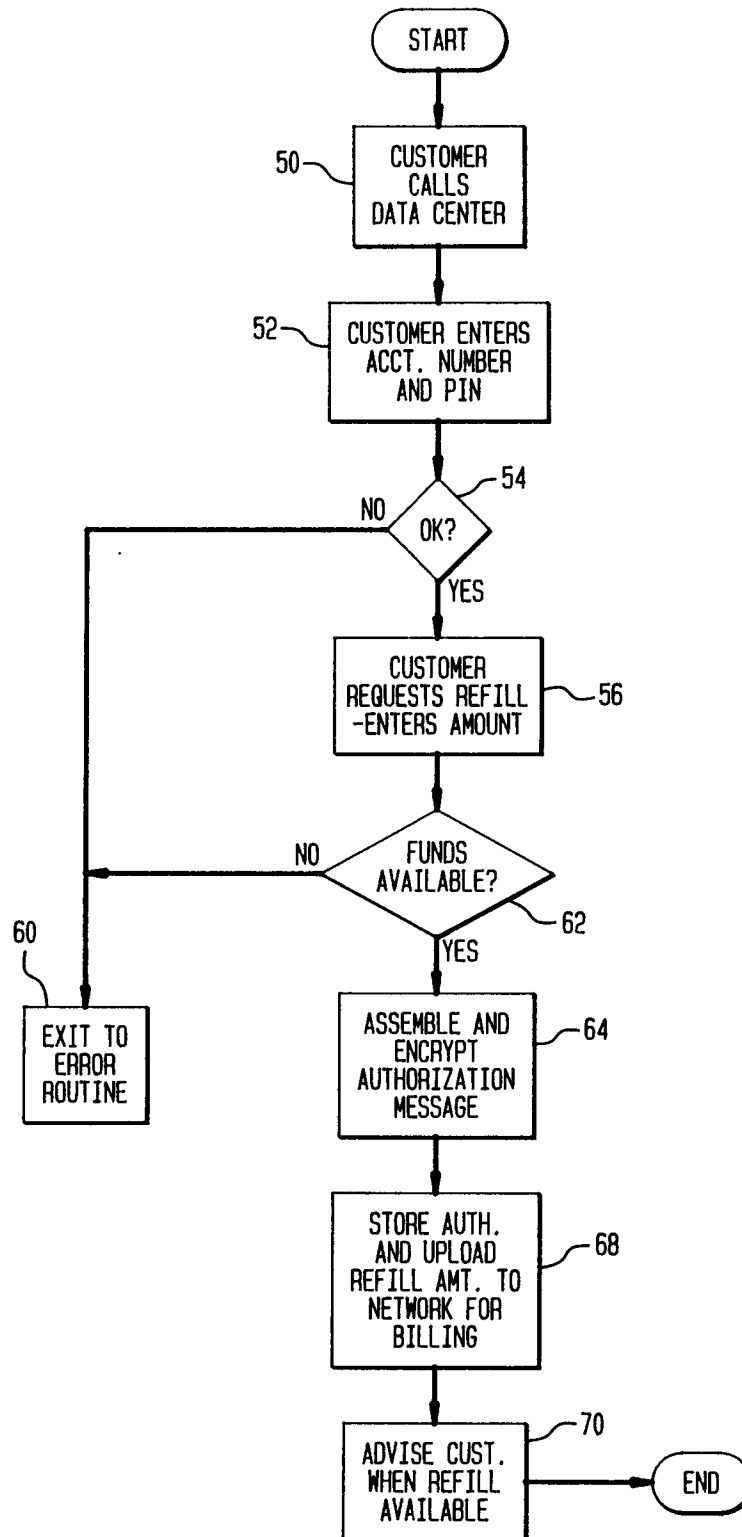 START
50
CUSTOMER
CALLS
DATA CENTER
52
CUSTOMER ENTERS
ACCT. NUMBER
AND PIN
54
NO
OK?
YES
CUSTOMER
REQUESTS REFILL
-ENTERS AMOUNT
56
NO
FUNDS
AVAILABLE?
62
YES
60
EXIT TO
ERROR
ROUTINE
ASSEMBLE AND
ENCRYPT
AUTHORIZATION
MESSAGE
64
STORE AUTH.
AND UPLOAD
REFILL AMT. TO
NETWORK FOR
BILLING
68
70
ADVISE CUST.
WHEN REFILL
AVAILABLE
END